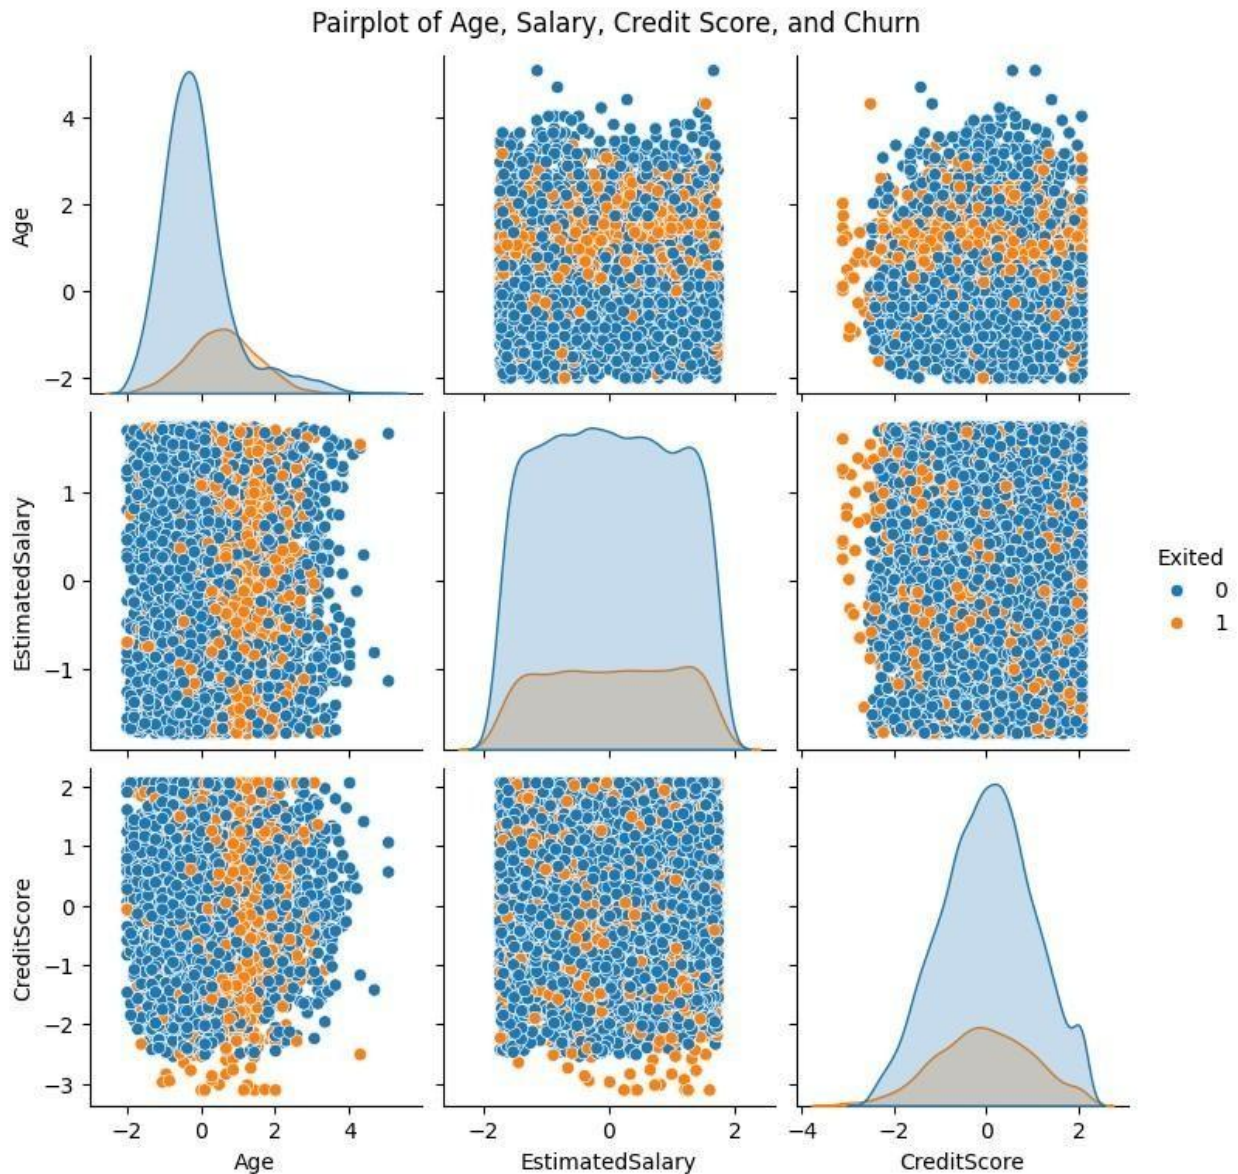 Pairplot of Age, Salary, Credit Score, and Churn
4
2
0
−2
Age
1
0
−1
EstimatedSalary
Exited
0
1
2
1
0
−1
−2
−3
CreditScore
−2 0 2 4
Age
−2 0 2
EstimatedSalary
−4 −2 0 2
CreditScore